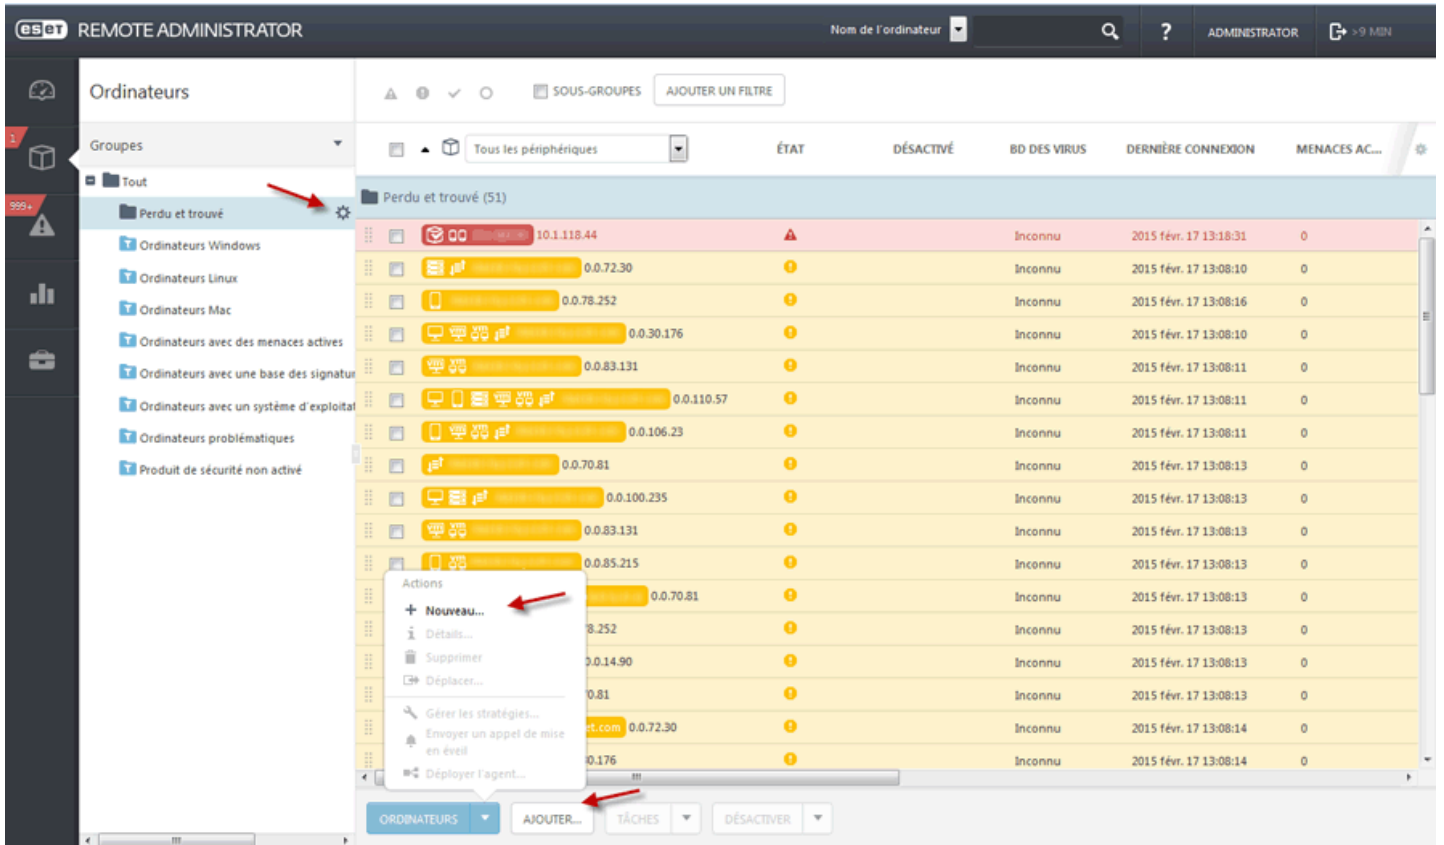 eseT REMOTE ADMINISTRATOR
Nom de l'ordinateur
?
ADMINISTRATOR
>9 MIN
Ordinateurs
SOUS-GROUPES
AJOUTER UN FILTRE
1
Groupes
Tous les périphériques
ÉTAT
DÉSACTIVÉ
BD DES VIRUS
DERNIÈRE CONNEXION
MENACES AC...
Tout
Perdu et trouvé (51)
999+
Perdu et trouvé
Ordinateurs Windows
Ordinateurs Linux
Ordinateurs Mac
Ordinateurs avec des menaces actives
Ordinateurs avec une base des signatur
Ordinateurs avec un système d'exploitat
Ordinateurs problématiques
Produit de sécurité non activé
10.1.118.44 Inconnu 2015 févr. 17 13:18:31 0
0.0.72.30 Inconnu 2015 févr. 17 13:08:10 0
0.0.78.252 Inconnu 2015 févr. 17 13:08:16 0
0.0.30.176 Inconnu 2015 févr. 17 13:08:10 0
0.0.83.131 Inconnu 2015 févr. 17 13:08:11 0
0.0.110.57 Inconnu 2015 févr. 17 13:08:11 0
0.0.106.23 Inconnu 2015 févr. 17 13:08:11 0
0.0.70.81 Inconnu 2015 févr. 17 13:08:13 0
0.0.100.235 Inconnu 2015 févr. 17 13:08:13 0
0.0.83.131 Inconnu 2015 févr. 17 13:08:13 0
0.0.85.215 Inconnu 2015 févr. 17 13:08:13 0
0.0.70.81 Inconnu 2015 févr. 17 13:08:13 0
78.252 Inconnu 2015 févr. 17 13:08:13 0
0.0.14.90 Inconnu 2015 févr. 17 13:08:13 0
70.81 Inconnu 2015 févr. 17 13:08:13 0
et.com 0.0.72.30 Inconnu 2015 févr. 17 13:08:14 0
30.176 Inconnu 2015 févr. 17 13:08:14 0
Actions
Nouveau...
Détails...
Supprimer
Déplacer...
Gérer les stratégies...
Envoyer un appel de mise
en éveil
Déployer l'agent...
ORDINATEURS
AJOUTER...
TÂCHES
DÉSACTIVER